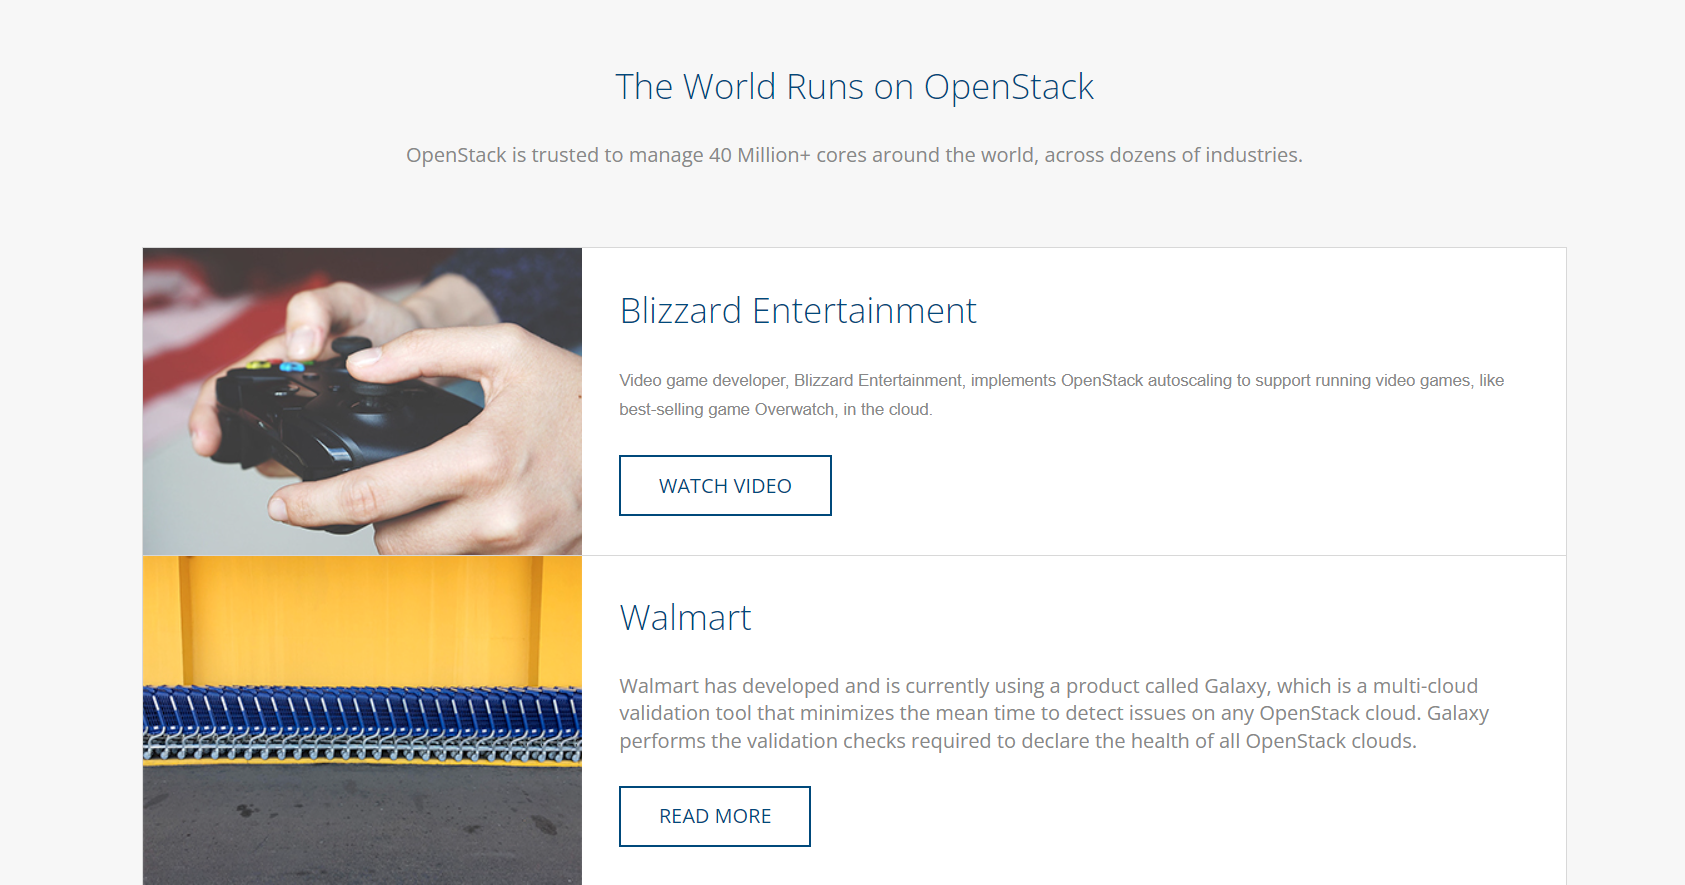 The World Runs on OpenStack
OpenStack is trusted to manage 40 Million+ cores around the world, across dozens of industries.
Blizzard Entertainment
Video game developer, Blizzard Entertainment, implements OpenStack autoscaling to support running video games, like
best-selling game Overwatch, in the cloud.
WATCH VIDEO
Walmart
Walmart has developed and is currently using a product called Galaxy, which is a multi-cloud
validation tool that minimizes the mean time to detect issues on any OpenStack cloud. Galaxy
performs the validation checks required to declare the health of all OpenStack clouds.
READ MORE